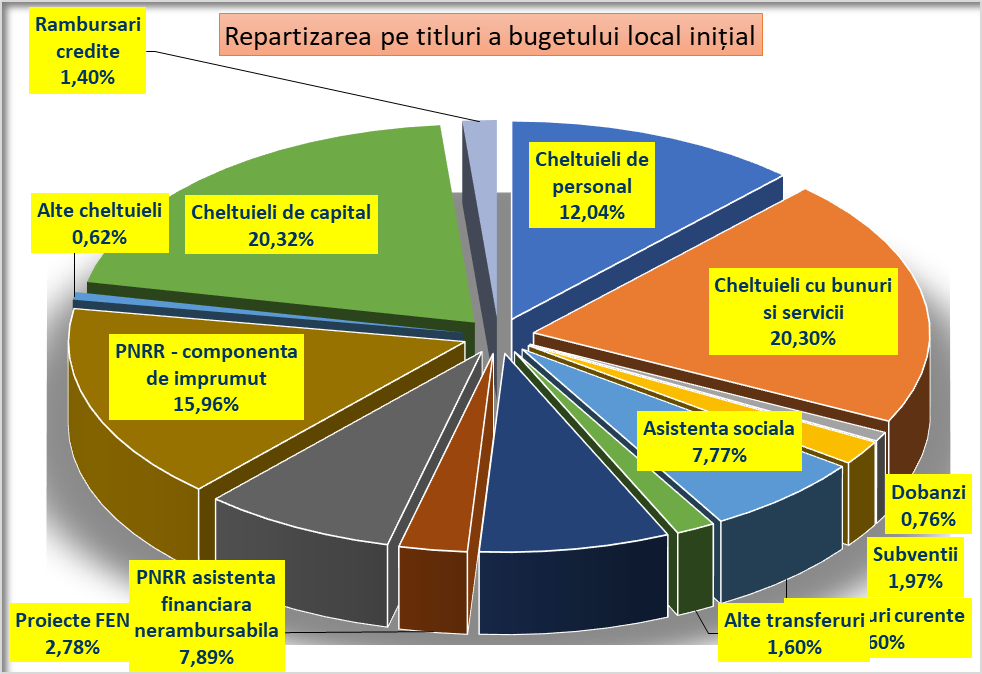 Repartizarea pe titluri a bugetului local inițial
Rambursari
credite
1,40%
Cheltuieli de
personal
12,04%
Alte cheltuieli
0,62%
Cheltuieli de capital
20,32%
Cheltuieli cu bunuri
si servicii
20,30%
PNRR - componenta
de imprumut
15,96%
Asistenta sociala
7,77%
Dobanzi
0,76%
Subventii
1,97%
PNRR asistenta
financiara
nerambursabila
7,89%
Proiecte FEN
2,78%
Alte transferuri
1,60%
curente